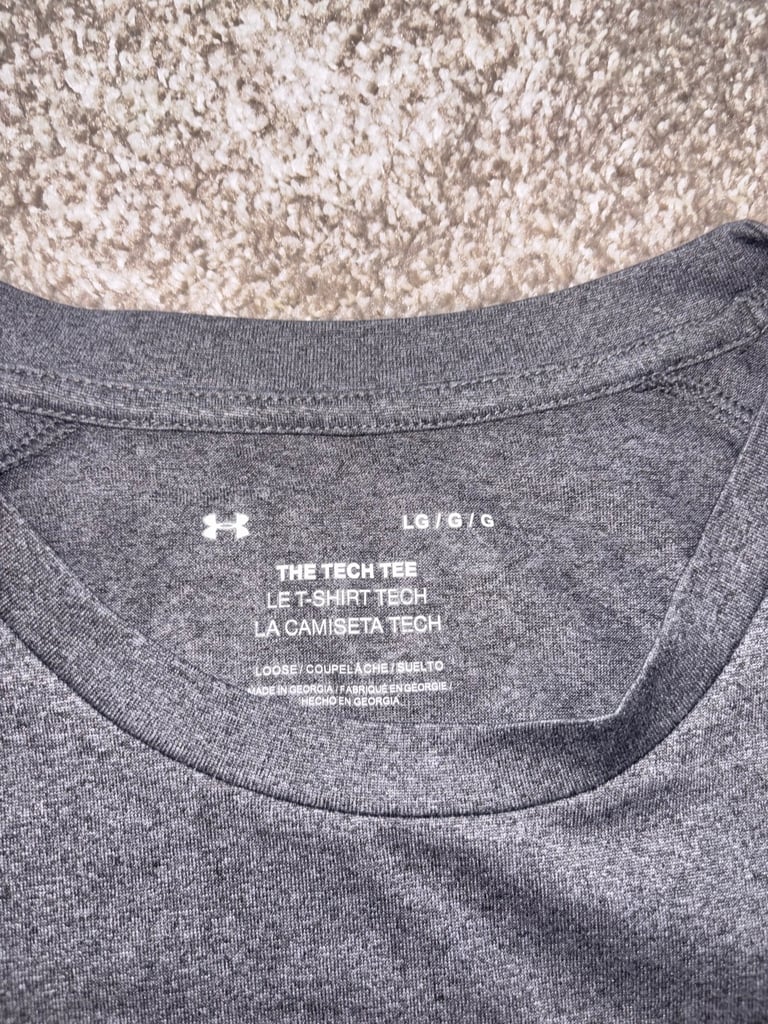 LG / G / G
THE TECH TEE
LE T-SHIRT TECH
LA CAMISETA TECH
LOOSE / COUPE LÂCHE / SUELTO
MADE IN GEORGIA / FABRIQUÉ EN GÉORGIE /
HECHO EN GEORGIA